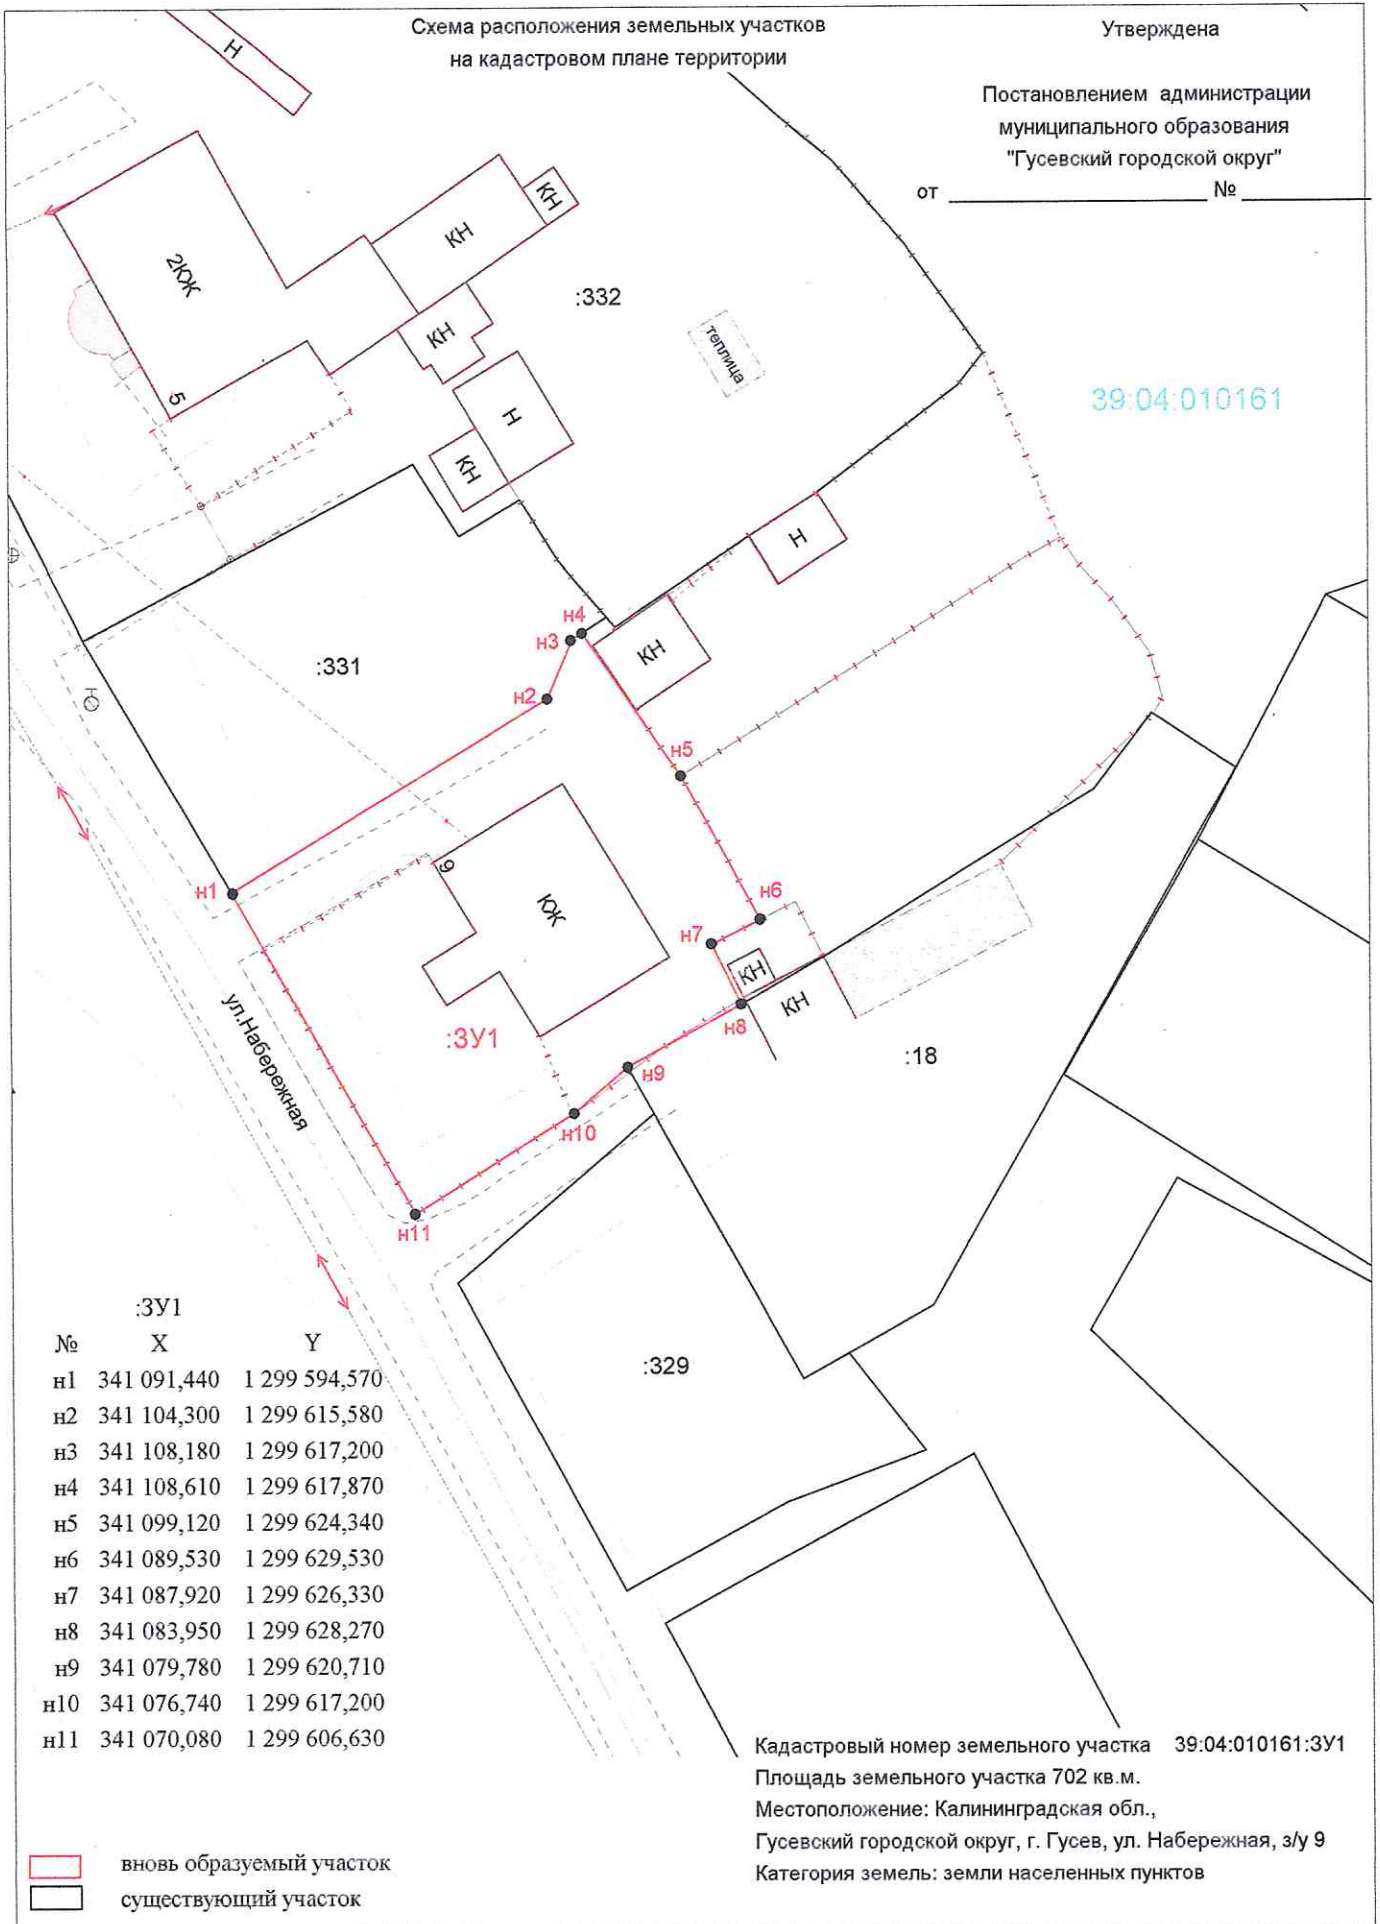 Схема расположения земельных участков
на кадастровом плане территории
Утверждена
Постановлением администрации
муниципального образования
"Гусевский городской округ"
от № 
Н
КН
КН
2КЖ
:332
КН
теплица
5
Н
39:04:010161
КН
Н
н4
н3
КН
:331
н2
н5
9
н1
н6
КЖ
н7
КН
КН
ул.Набережная
н8
:ЗУ1
:18
н9
н10
н11
:329
:ЗУ1
№ X Y
н1 341 091,440 1 299 594,570
н2 341 104,300 1 299 615,580
н3 341 108,180 1 299 617,200
н4 341 108,610 1 299 617,870
н5 341 099,120 1 299 624,340
н6 341 089,530 1 299 629,530
н7 341 087,920 1 299 626,330
н8 341 083,950 1 299 628,270
н9 341 079,780 1 299 620,710
н10 341 076,740 1 299 617,200
н11 341 070,080 1 299 606,630
Кадастровый номер земельного участка 39:04:010161:ЗУ1
Площадь земельного участка 702 кв.м.
Местоположение: Калининградская обл.,
Гусевский городской округ, г. Гусев, ул. Набережная, з/у 9
Категория земель: земли населенных пунктов
вновь образуемый участок
существующий участок